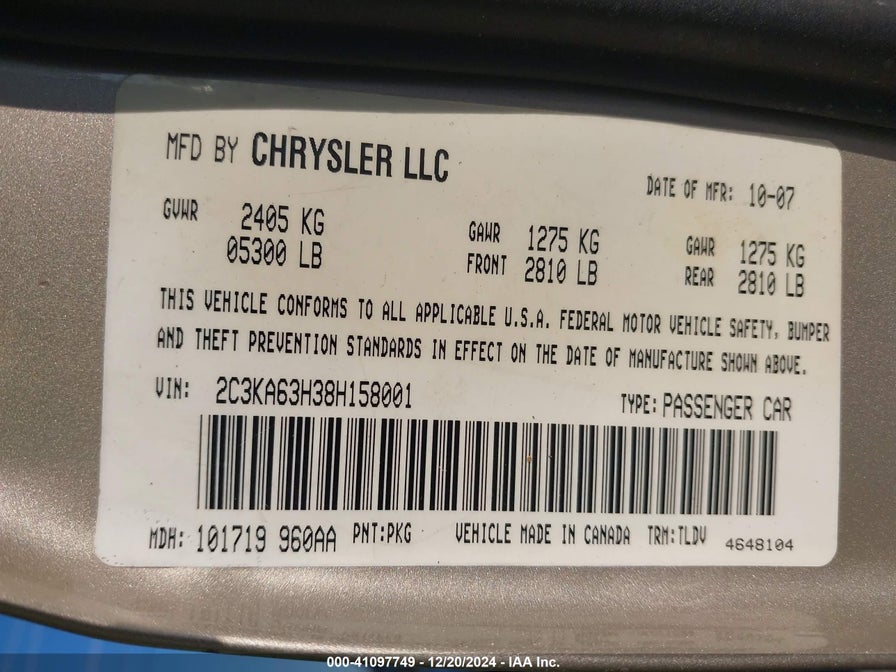 MFD BY CHRYSLER LLC
DATE OF MFR: 10-07
GVWR 2405 KG
05300 LB
GAWR FRONT 1275 KG
2810 LB
GAWR REAR 1275 KG
2810 LB
THIS VEHICLE CONFORMS TO ALL APPLICABLE U.S.A. FEDERAL MOTOR VEHICLE SAFETY, BUMPER
AND THEFT PREVENTION STANDARDS IN EFFECT ON THE DATE OF MANUFACTURE SHOWN ABOVE.
VIN: 2C3KA63H38H158001
TYPE: PASSENGER CAR
MDH: 101719 960AA PNT:PKG VEHICLE MADE IN CANADA TRM:TLDV 4648104
000-41097749 - 12/20/2024 - IAA Inc.